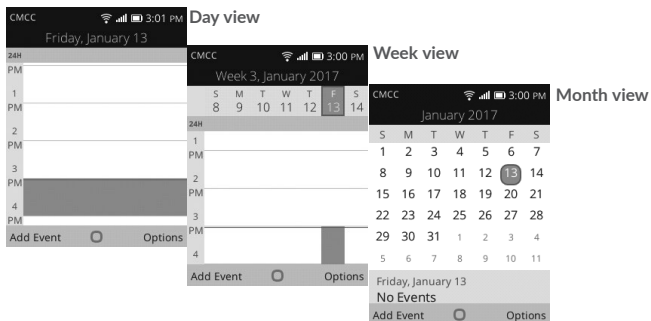 CMCC 3:01 PM
Day view
Friday, January 13
24H
PM
1
PM
2
PM
3
PM
4
PM
Add Event Options
CMCC 3:00 PM
Week view
Week 3, January 2017
S M T W T F S
8 9 10 11 12 13 14
24H
1
PM
2
PM
3
PM
4
Add Event Options
CMCC 3:00 PM
Month view
January 2017
S M T W T F S
1 2 3 4 5 6 7
8 9 10 11 12 13 14
15 16 17 18 19 20 21
22 23 24 25 26 27 28
29 30 31 1 2 3 4
5 6 7 8 9 10 11
Friday, January 13
No Events
Add Event Options